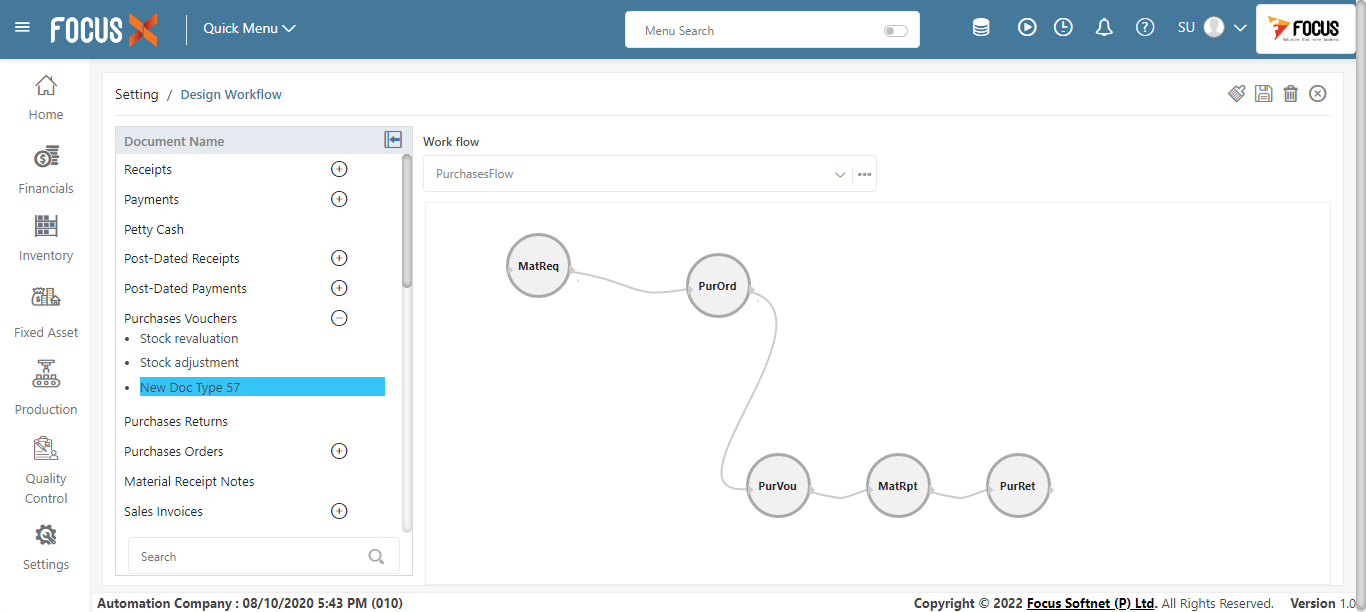 FOCUS X
Quick Menu
Menu Search
SU
FOCUS
Home
Financials
Inventory
Fixed Asset
Production
Quality
Control
Settings
Setting / Design Workflow
Document Name
Receipts
Payments
Petty Cash
Post-Dated Receipts
Post-Dated Payments
Purchases Vouchers
• Stock revaluation
• Stock adjustment
• New Doc Type 57
Purchases Returns
Purchases Orders
Material Receipt Notes
Sales Invoices
Search
Work flow
PurchasesFlow
MatReq
PurOrd
PurVou
MatRpt
PurRet
Automation Company : 08/10/2020 5:43 PM (010)
Copyright © 2022 Focus Softnet (P) Ltd. All Rights Reserved. Version 1.0